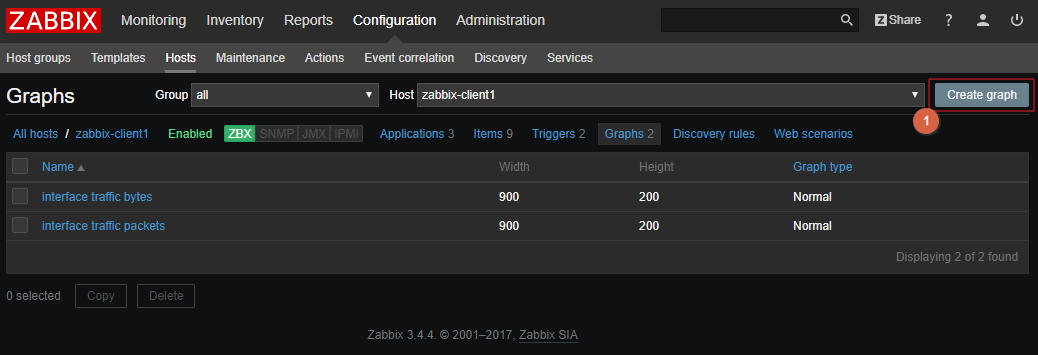 ZABBIX Monitoring Inventory Reports Configuration Administration Z Share ?
Host groups Templates Hosts Maintenance Actions Event correlation Discovery Services
Graphs Group all Host zabbix-client1 Create graph
1
All hosts / zabbix-client1 Enabled ZBX SNMP JMX IPMI Applications 3 Items 9 Triggers 2 Graphs 2 Discovery rules Web scenarios
Name Width Height Graph type
interface traffic bytes 900 200 Normal
interface traffic packets 900 200 Normal
Displaying 2 of 2 found
0 selected Copy Delete
Zabbix 3.4.4. © 2001–2017, Zabbix SIA